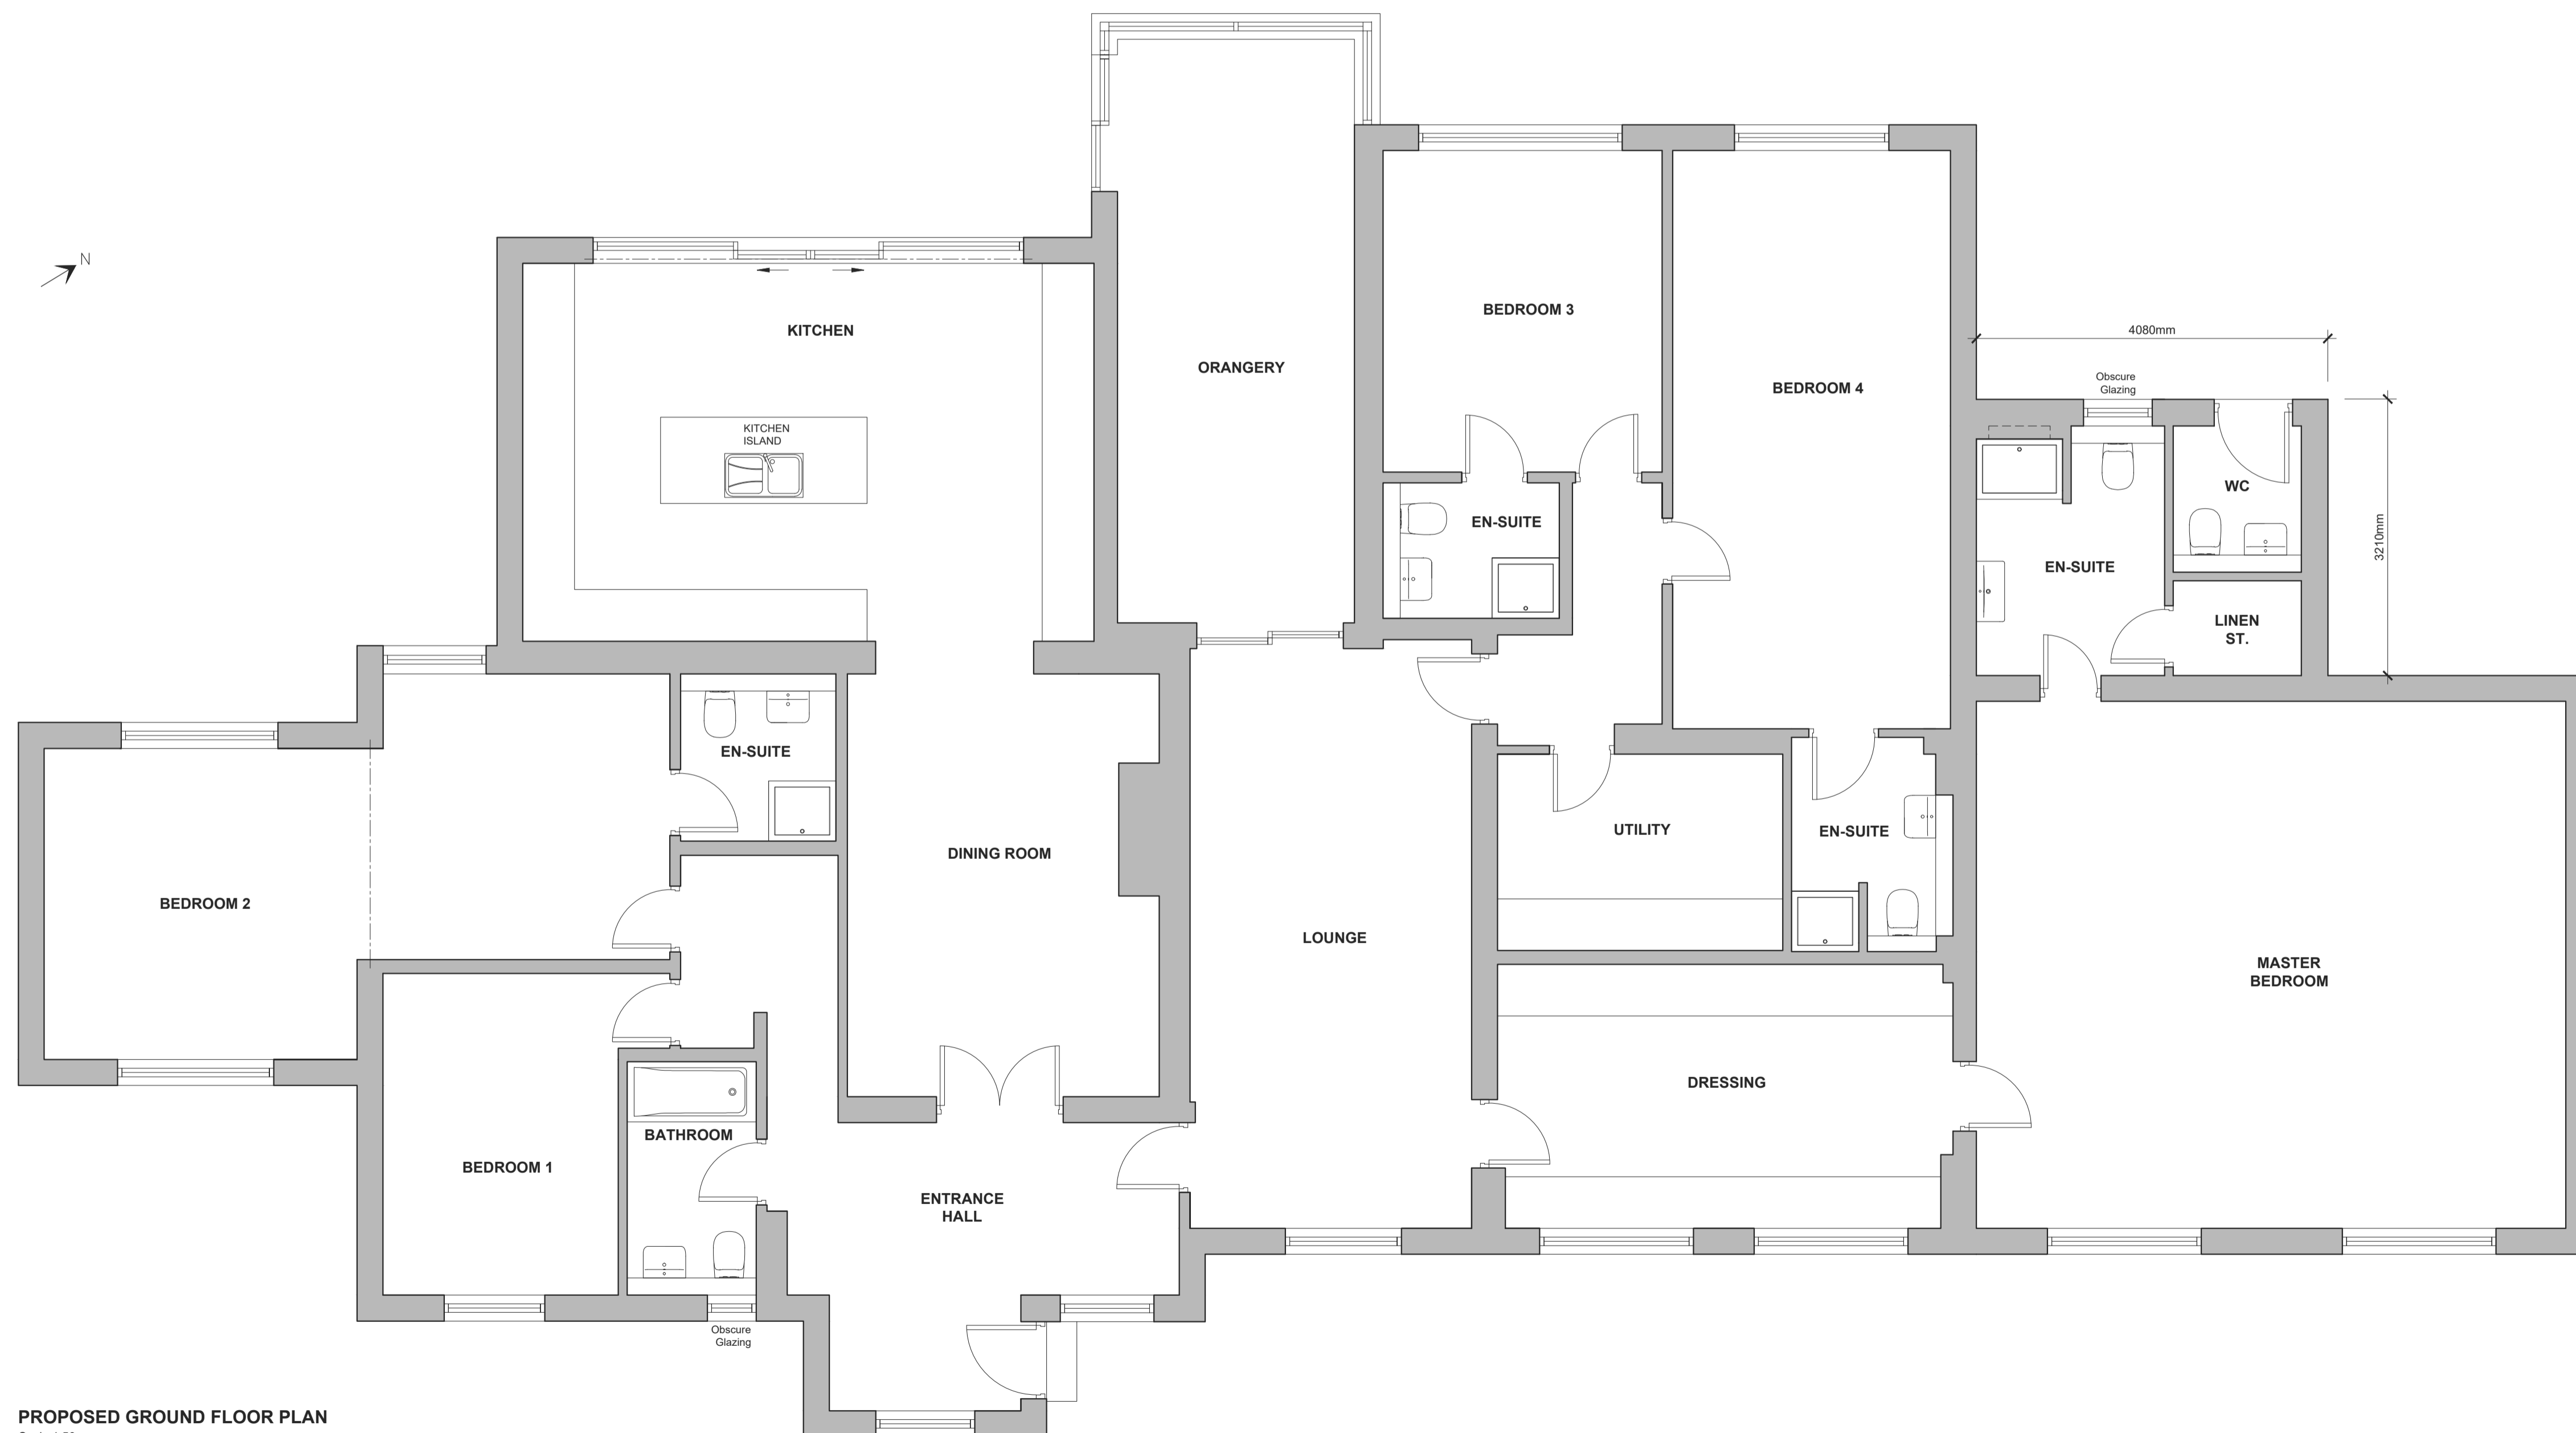 N
KITCHEN
KITCHEN
ISLAND
ORANGERY
BEDROOM 3
BEDROOM 4
4080mm
Obscure
Glazing
WC
3210mm
EN-SUITE
EN-SUITE
LINEN
ST.
EN-SUITE
DINING ROOM
UTILITY
EN-SUITE
BEDROOM 2
LOUNGE
MASTER
BEDROOM
DRESSING
BATHROOM
BEDROOM 1
ENTRANCE
HALL
Obscure
Glazing
PROPOSED GROUND FLOOR PLAN